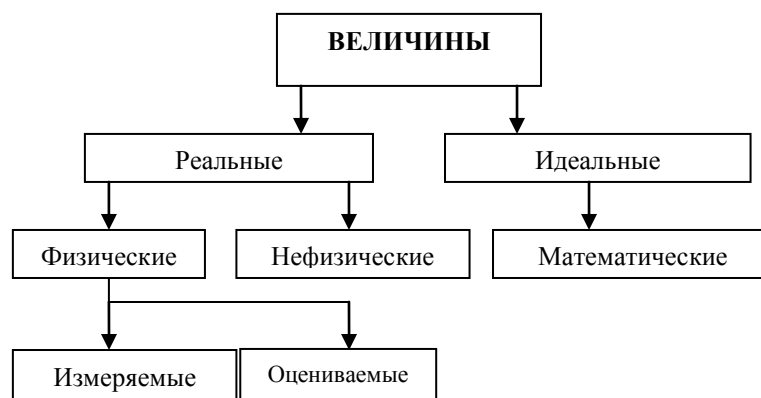 ВЕЛИЧИНЫ
Реальные
Идеальные
Физические
Нефизические
Математические
Измеряемые
Оцениваемые